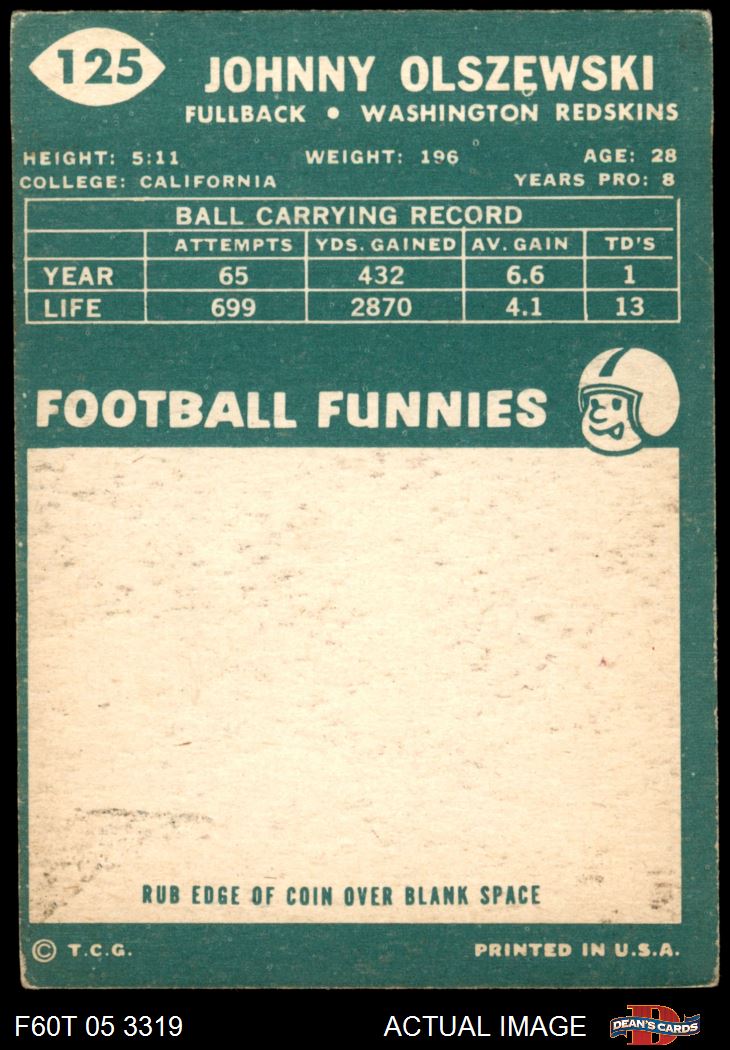 125
JOHNNY OLSZEWSKI
FULLBACK • WASHINGTON REDSKINS
HEIGHT: 5:11 WEIGHT: 196 AGE: 28
COLLEGE: CALIFORNIA YEARS PRO: 8
BALL CARRYING RECORD
ATTEMPTS YDS. GAINED AV. GAIN TD'S
YEAR 65 432 6.6 1
LIFE 699 2870 4.1 13
FOOTBALL FUNNIES
RUB EDGE OF COIN OVER BLANK SPACE
© T.C.G. PRINTED IN U.S.A.
F60T 05 3319 ACTUAL IMAGE D DEAN'S CARDS